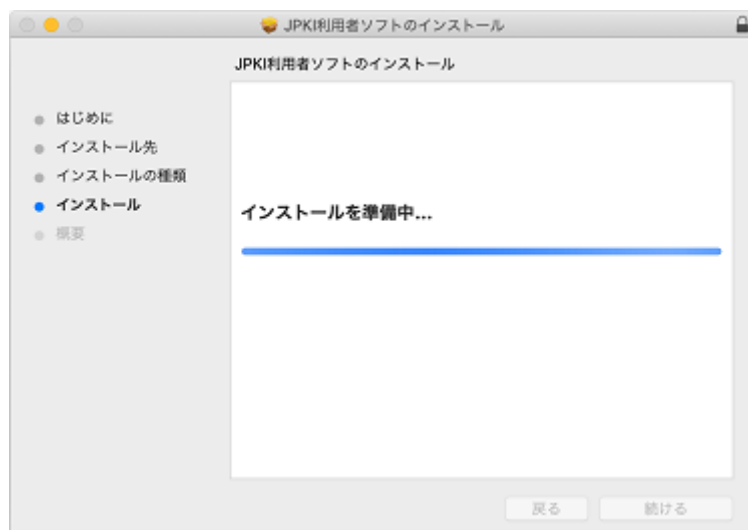 JPKI利用者ソフトのインストール
JPKI利用者ソフトのインストール
はじめに
インストール先
インストールの種類
インストール
概要
インストールを準備中...
戻る
続ける